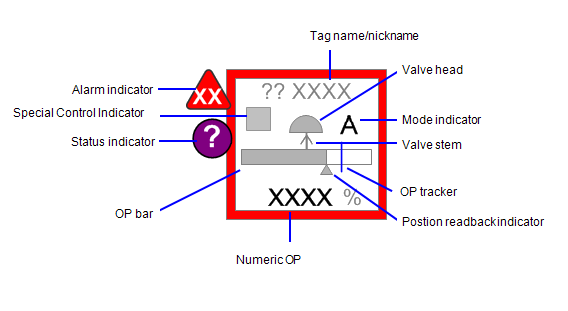 Tag name/nickname
Valve head
Alarm indicator
XX
?? XXXX
Special Control Indicator
A
Mode indicator
Status indicator
?
Valve stem
OP tracker
XXXX %
OP bar
Postion readback indicator
Numeric OP